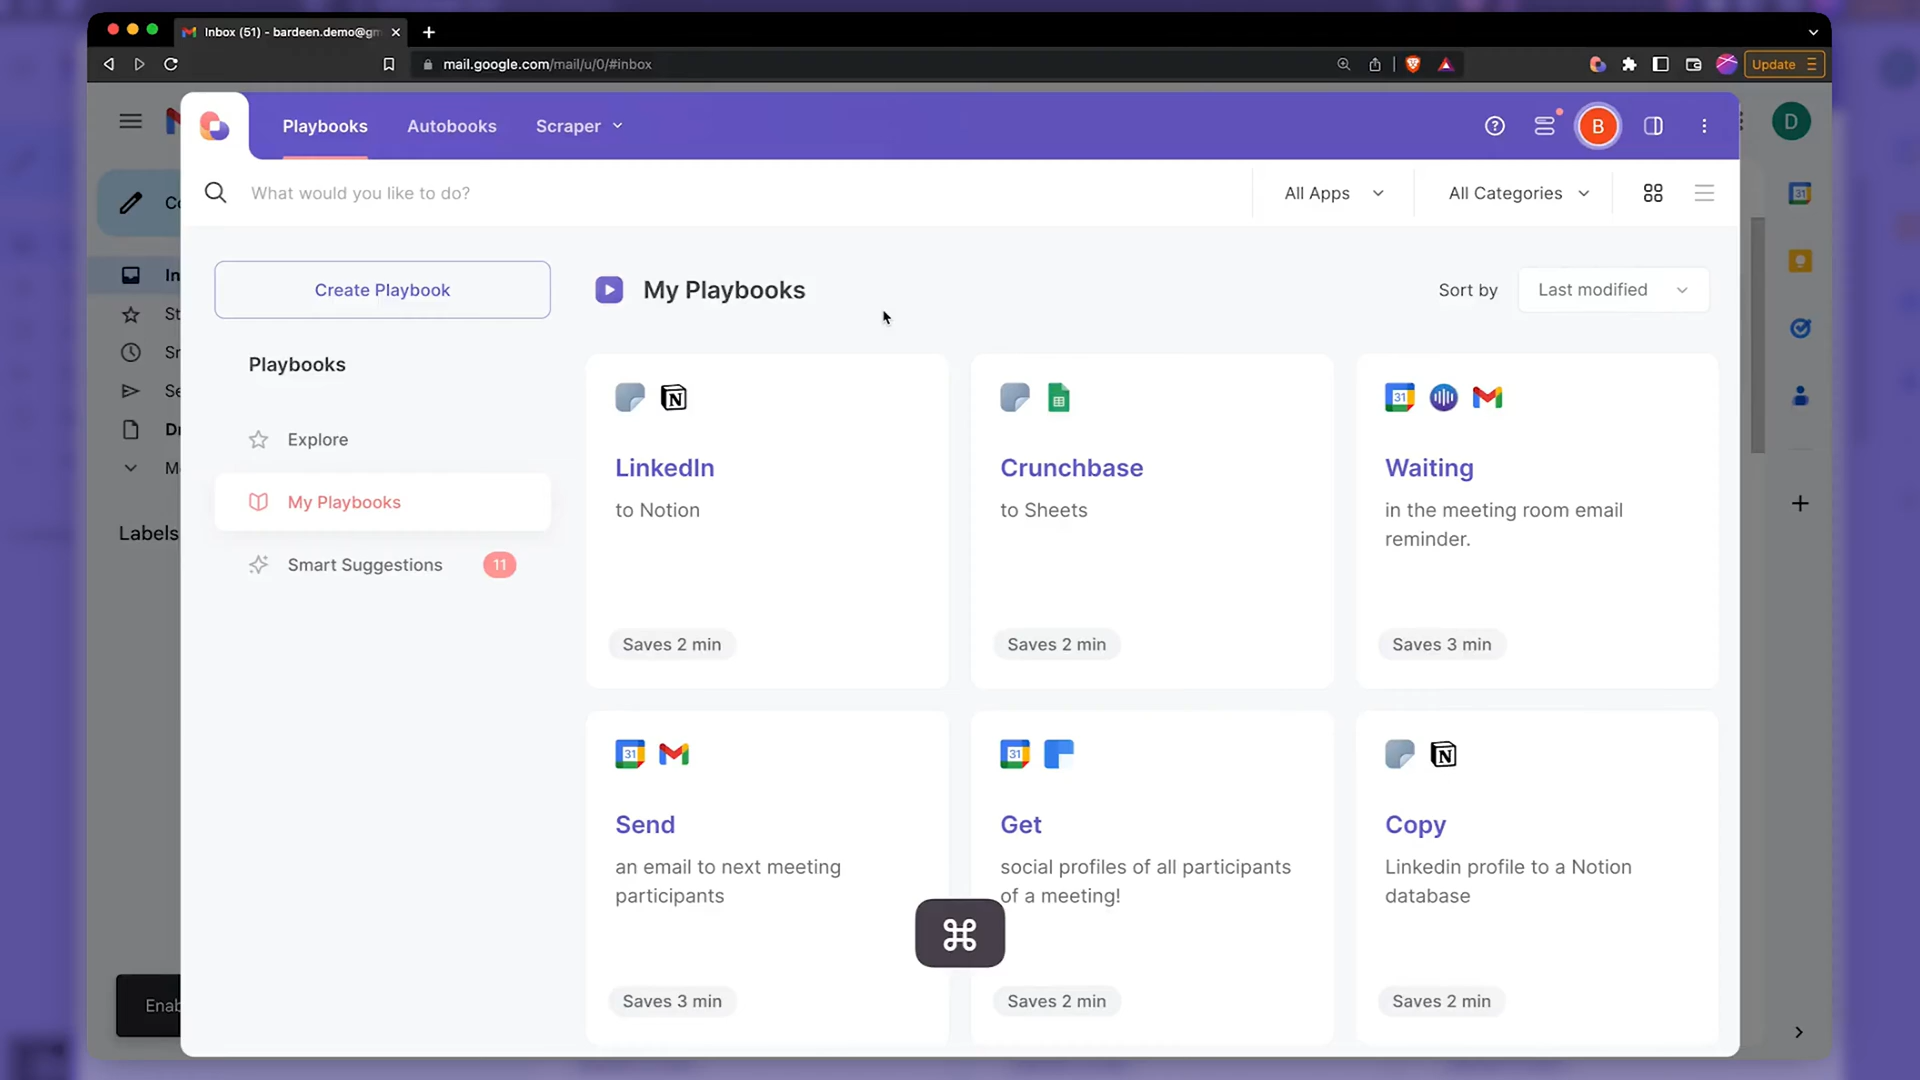 Inbox (51) - bardeen.demo@gm
mail.google.com/mail/u/0/#inbox
Update
Playbooks
Autobooks
Scraper
B
D
What would you like to do?
All Apps
All Categories
Create Playbook
My Playbooks
Sort by
Last modified
Playbooks
Explore
My Playbooks
Smart Suggestions
11
Labels
LinkedIn
to Notion
Saves 2 min
Crunchbase
to Sheets
Saves 2 min
31
Waiting
in the meeting room email
reminder.
Saves 3 min
31
Send
an email to next meeting
participants
Saves 3 min
31
Get
social profiles of all participants
of a meeting!
Saves 2 min
Copy
Linkedin profile to a Notion
database
Saves 2 min
31
⌘